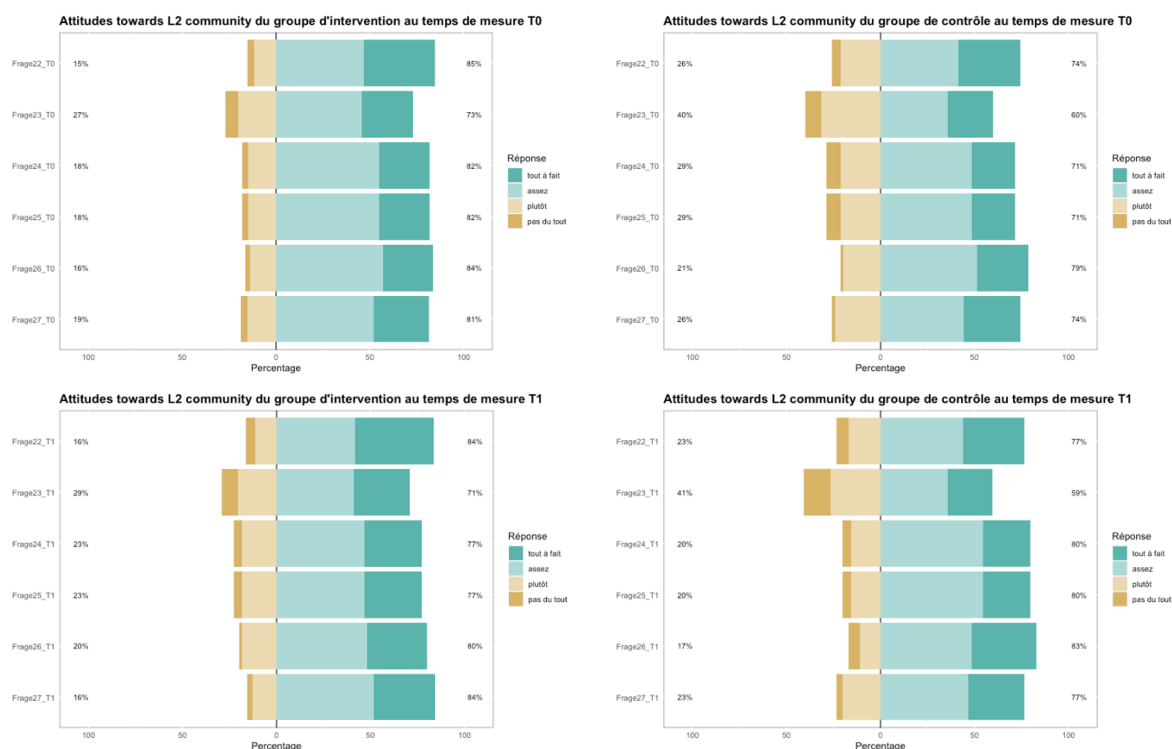 Attitudes towards L2 community du groupe d'intervention au temps de mesure T0
Frage22_T0 15% 85%
Frage23_T0 27% 73%
Frage24_T0 18% 82%
Frage25_T0 18% 82%
Frage26_T0 16% 84%
Frage27_T0 19% 81%
100 50 0 50 100
Percentage
Réponse
tout à fait
assez
plutôt
pas du tout
Attitudes towards L2 community du groupe de contrôle au temps de mesure T0
Frage22_T0 26% 74%
Frage23_T0 40% 60%
Frage24_T0 29% 71%
Frage25_T0 29% 71%
Frage26_T0 21% 79%
Frage27_T0 26% 74%
100 50 0 50 100
Percentage
Réponse
tout à fait
assez
plutôt
pas du tout
Attitudes towards L2 community du groupe d'intervention au temps de mesure T1
Frage22_T1 16% 84%
Frage23_T1 29% 71%
Frage24_T1 23% 77%
Frage25_T1 23% 77%
Frage26_T1 20% 80%
Frage27_T1 16% 84%
100 50 0 50 100
Percentage
Réponse
tout à fait
assez
plutôt
pas du tout
Attitudes towards L2 community du groupe de contrôle au temps de mesure T1
Frage22_T1 23% 77%
Frage23_T1 41% 59%
Frage24_T1 20% 80%
Frage25_T1 20% 80%
Frage26_T1 17% 83%
Frage27_T1 23% 77%
100 50 0 50 100
Percentage
Réponse
tout à fait
assez
plutôt
pas du tout